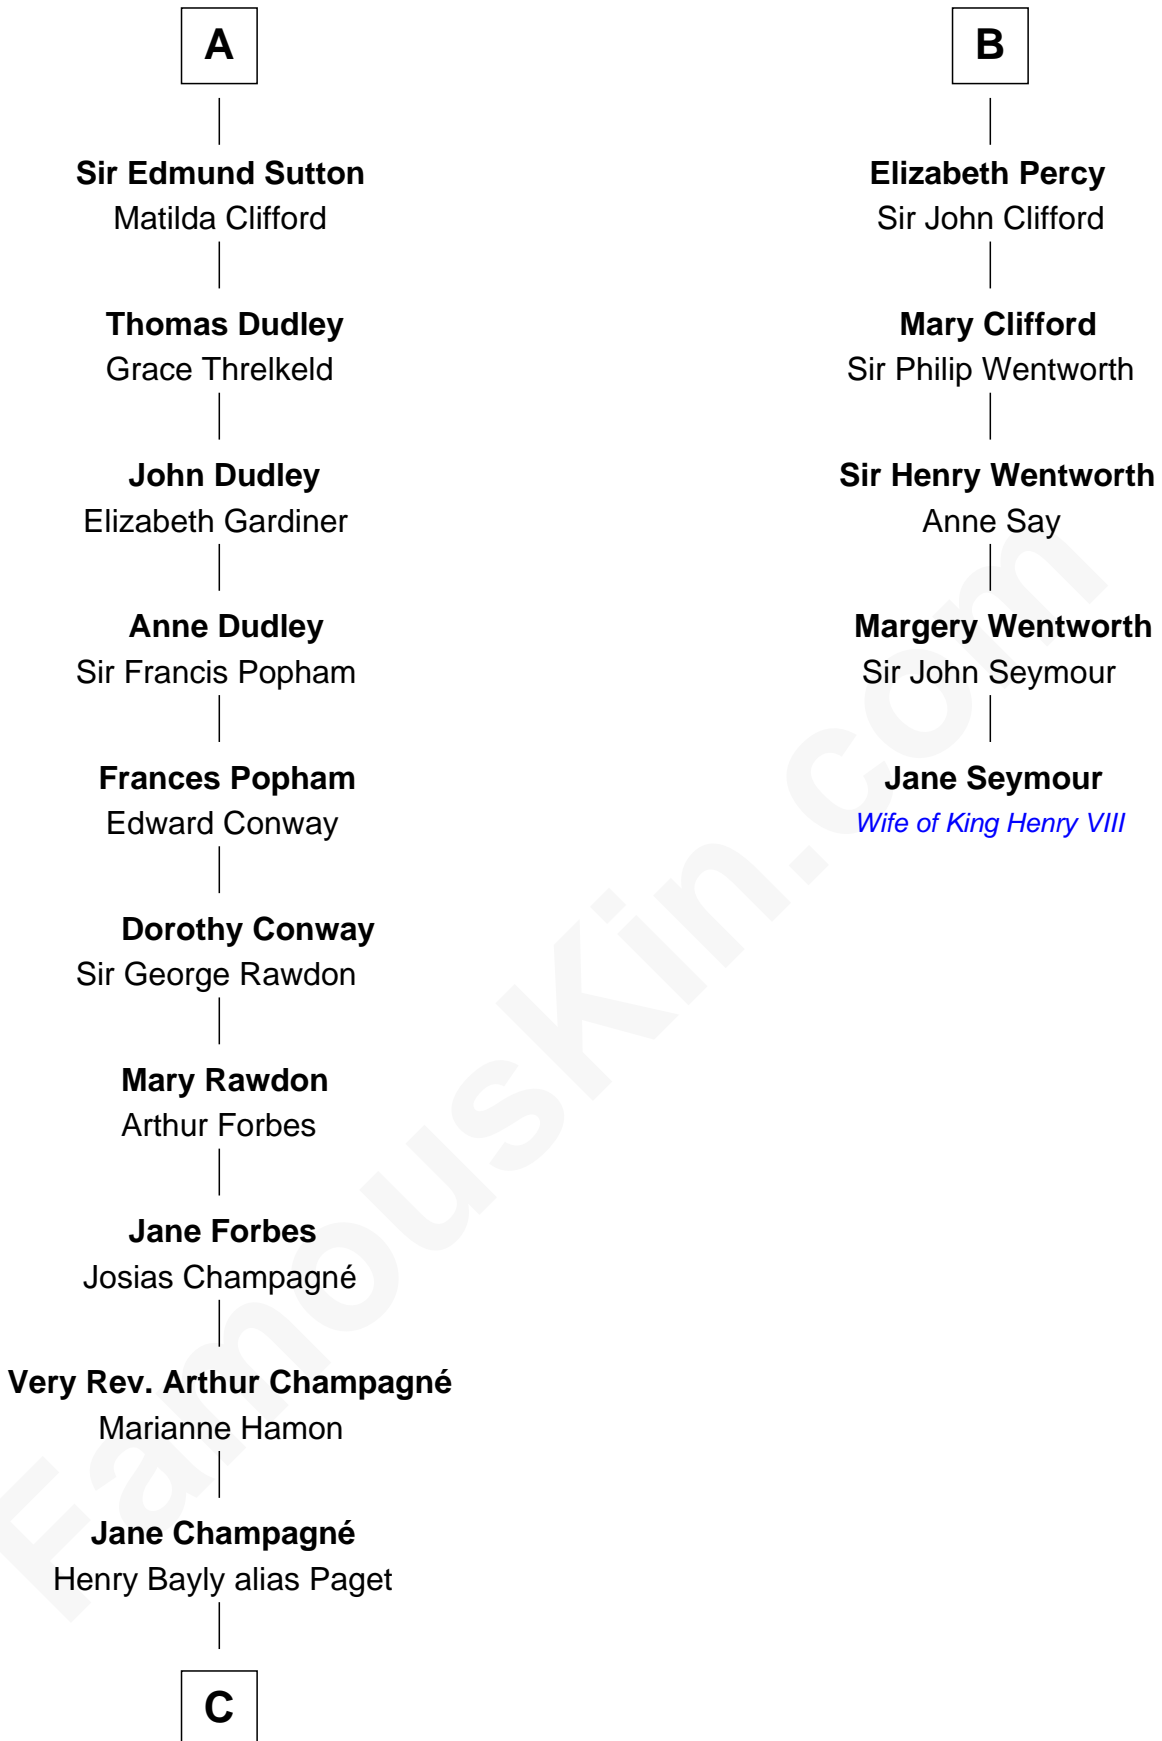 A
Sir Edmund Sutton
Matilda Clifford
Thomas Dudley
Grace Threlkeld
John Dudley
Elizabeth Gardiner
Anne Dudley
Sir Francis Popham
Frances Popham
Edward Conway
Dorothy Conway
Sir George Rawdon
Mary Rawdon
Arthur Forbes
Jane Forbes
Josias Champagné
Very Rev. Arthur Champagné
Marianne Hamon
Jane Champagné
Henry Bayly alias Paget
C
B
Elizabeth Percy
Sir John Clifford
Mary Clifford
Sir Philip Wentworth
Sir Henry Wentworth
Anne Say
Margery Wentworth
Sir John Seymour
Jane Seymour
Wife of King Henry VIII
FamousKin.com